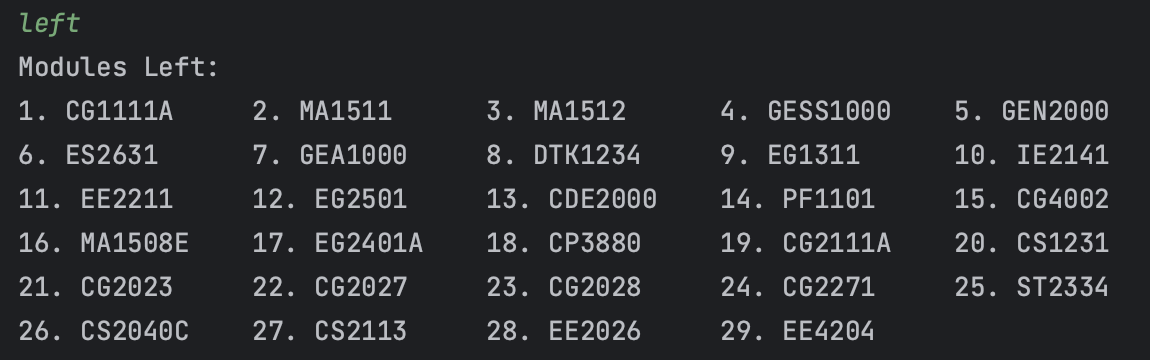 left
Modules Left:
1. CG1111A 2. MA1511 3. MA1512 4. GESS1000 5. GEN2000
6. ES2631 7. GEA1000 8. DTK1234 9. EG1311 10. IE2141
11. EE2211 12. EG2501 13. CDE2000 14. PF1101 15. CG4002
16. MA1508E 17. EG2401A 18. CP3880 19. CG2111A 20. CS1231
21. CG2023 22. CG2027 23. CG2028 24. CG2271 25. ST2334
26. CS2040C 27. CS2113 28. EE2026 29. EE4204